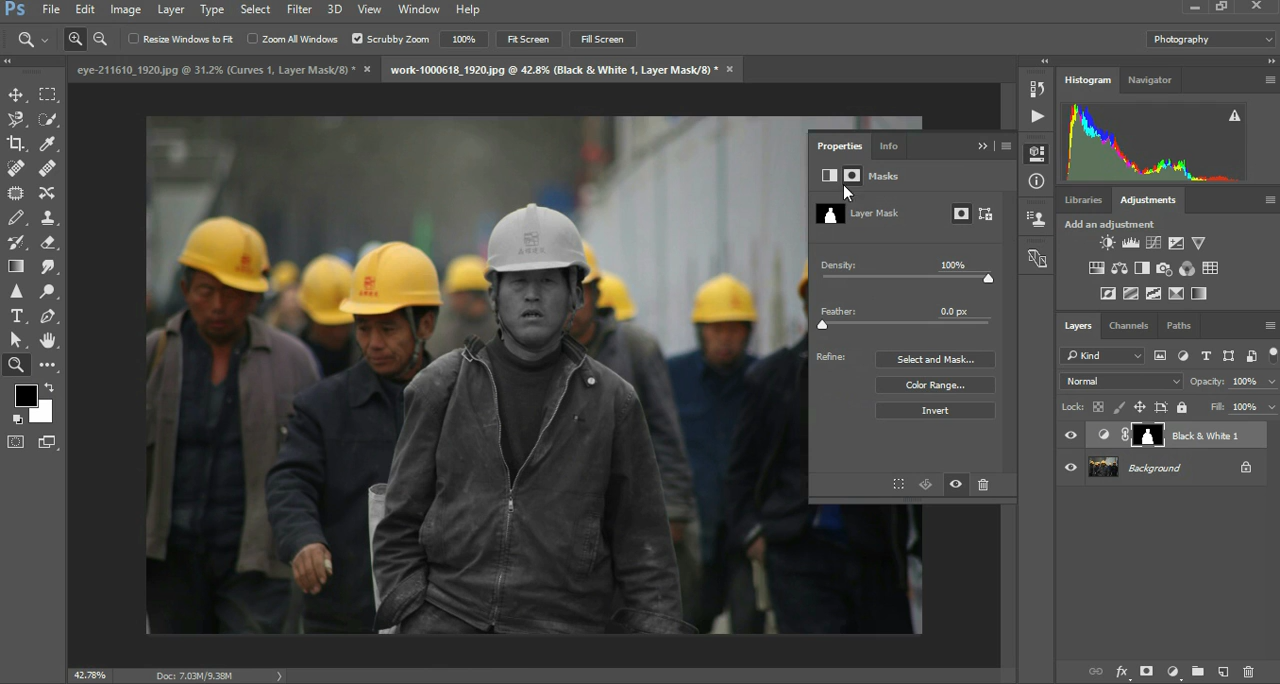 Ps File Edit Image Layer Type Select Filter 3D View Window Help
Resize Windows to Fit Zoom All Windows Scrubby Zoom 100% Fit Screen Fill Screen Photography
eye-211610_1920.jpg @ 31.2% (Curves 1, Layer Mask/8) * × work-1000618_1920.jpg @ 42.8% (Black & White 1, Layer Mask/8) * ×
Histogram Navigator
Properties Info
Masks
Layer Mask
Density: 100%
Feather: 0.0 px
Refine: Select and Mask...
Color Range...
Invert
Libraries Adjustments
Add an adjustment
Layers Channels Paths
Kind
Normal Opacity: 100%
Lock: Fill: 100%
Black & White 1
Background
fx
42.78% Doc: 7.03M/9.38M